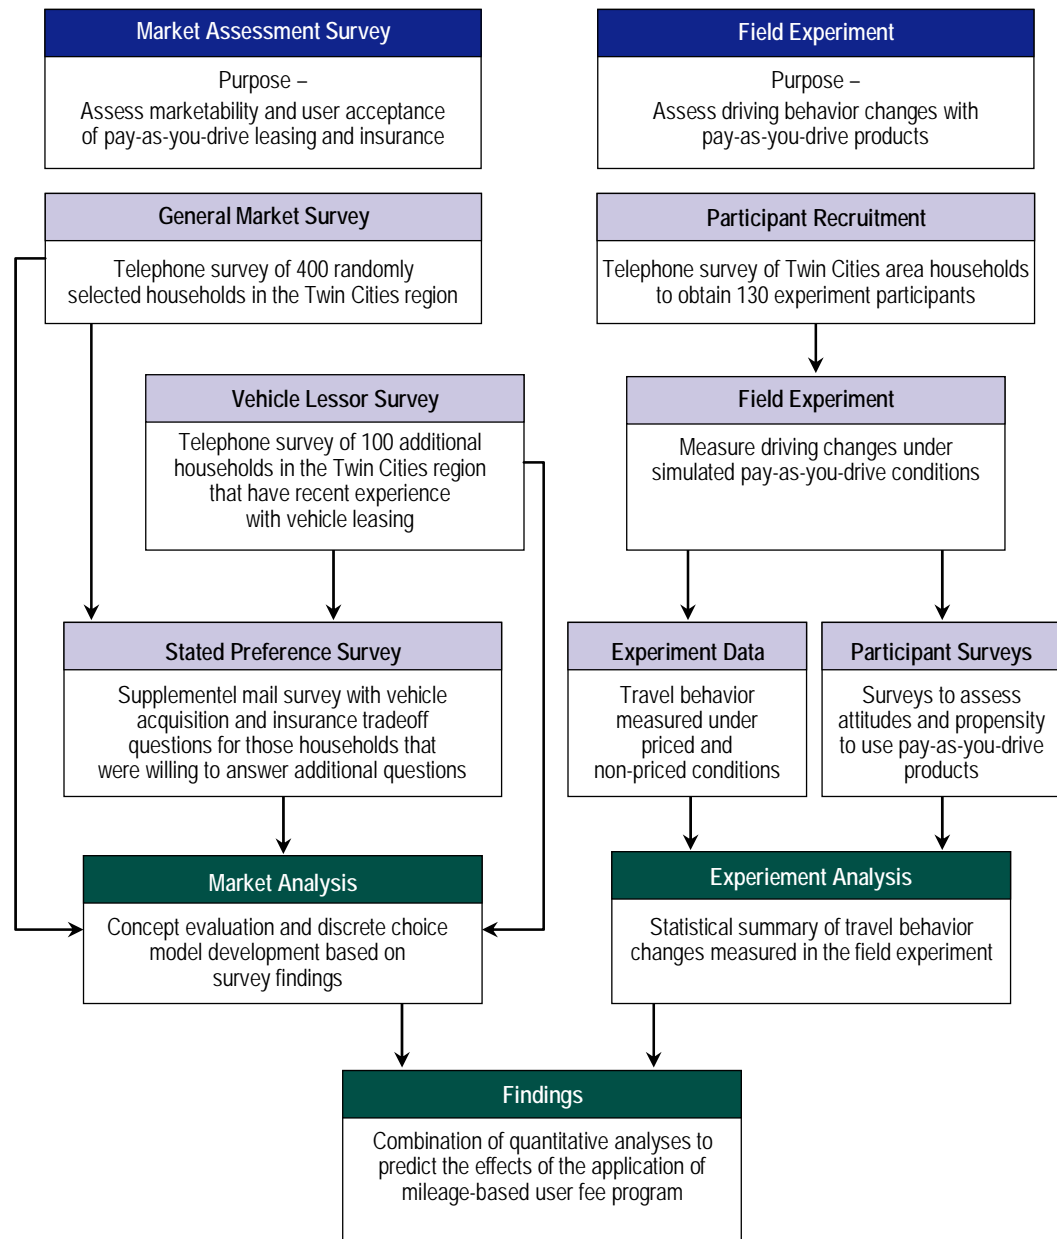 Market Assessment Survey
Purpose –
Assess marketability and user acceptance
of pay-as-you-drive leasing and insurance
Field Experiment
Purpose –
Assess driving behavior changes with
pay-as-you-drive products
General Market Survey
Telephone survey of 400 randomly
selected households in the Twin Cities region
Participant Recruitment
Telephone survey of Twin Cities area households
to obtain 130 experiment participants
Vehicle Lessor Survey
Telephone survey of 100 additional
households in the Twin Cities region
that have recent experience
with vehicle leasing
Field Experiment
Measure driving changes under
simulated pay-as-you-drive conditions
Stated Preference Survey
Supplementel mail survey with vehicle
acquisition and insurance tradeoff
questions for those households that
were willing to answer additional questions
Experiment Data
Travel behavior
measured under
priced and
non-priced conditions
Participant Surveys
Surveys to assess
attitudes and propensity
to use pay-as-you-drive
products
Market Analysis
Concept evaluation and discrete choice
model development based on
survey findings
Experiement Analysis
Statistical summary of travel behavior
changes measured in the field experiment
Findings
Combination of quantitative analyses to
predict the effects of the application of
mileage-based user fee program